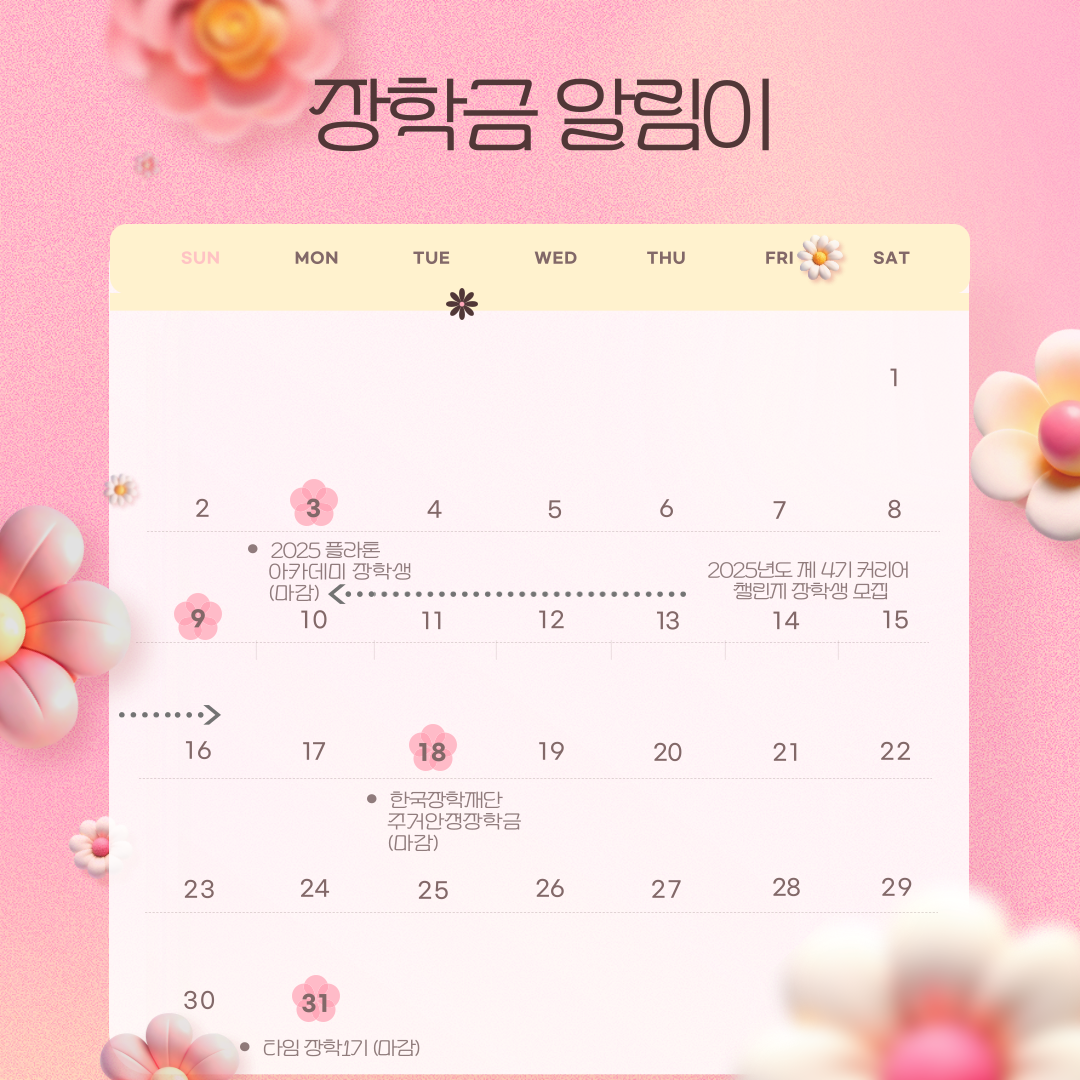 장학금 알림이
SUN MON TUE WED THU FRI SAT
1
2 3 4 5 6 7 8
• 2025 플라톤
아카데미 장학생
(마감)
2025년도 제 4기 커리어
챌린지 장학생 모집
9 10 11 12 13 14 15
16 17 18 19 20 21 22
• 한국장학재단
주거안정장학금
(마감)
23 24 25 26 27 28 29
30 31
• 타임 장학1기 (마감)